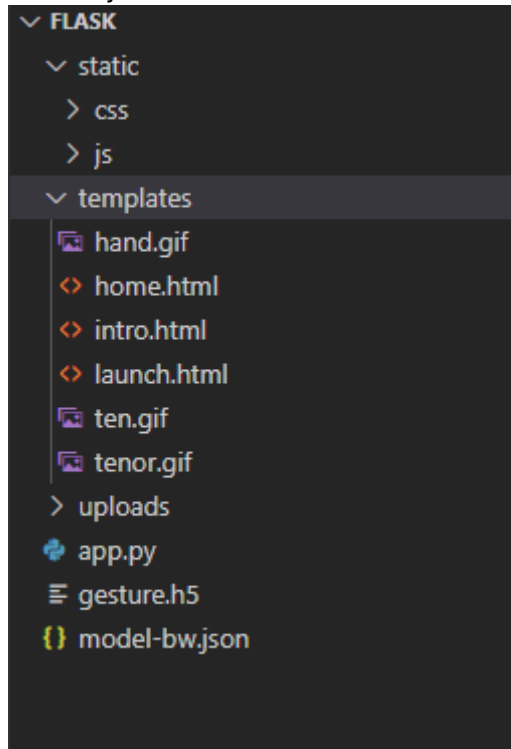 FLASK
static
css
js
templates
hand.gif
home.html
intro.html
launch.html
ten.gif
tenor.gif
uploads
app.py
gesture.h5
model-bw.json